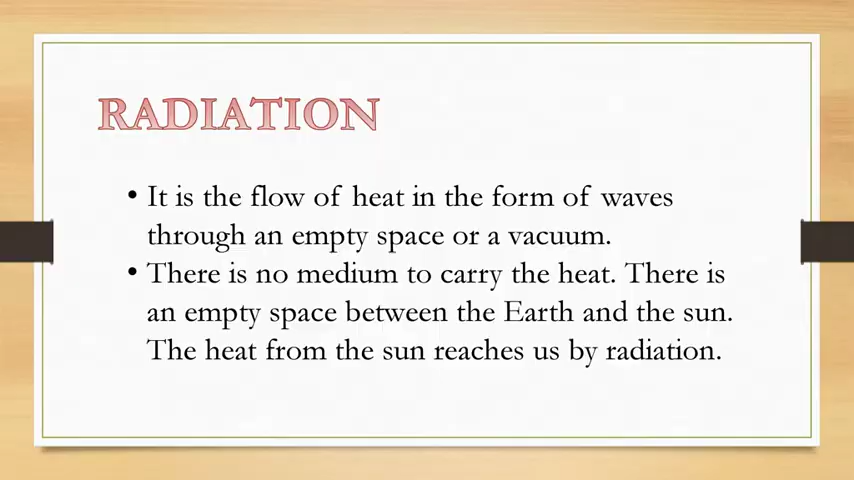 RADIATION
• It is the flow of heat in the form of waves
through an empty space or a vacuum.
• There is no medium to carry the heat. There is
an empty space between the Earth and the sun.
The heat from the sun reaches us by radiation.